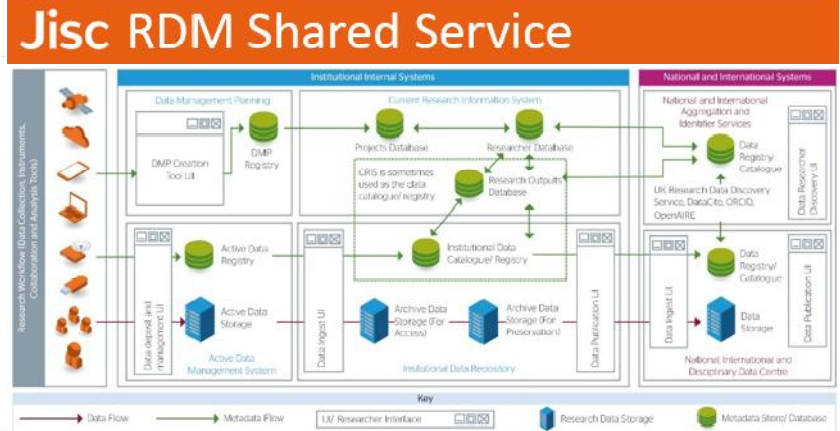 Jisc RDM Shared Service
Institutional Internal Systems
National and International Systems
Research Workflow (Data Collection, Instruments,
Collaboration and Analysis Tools)
Data Management Planning
DMP Creation
Tool UI
DMP
Registry
Current Research Information System
Projects Database
Researcher Database
CRIS is sometimes
used as the data
catalogue/ registry
Research Outputs
Database
Institutional Data
Catalogue/ Registry
National and International
Aggregation and
Identifier Services
Data
Registry
Catalogue
UK Research Data Discovery
Service, DataCite, ORCID,
OpenAIRE
Data Researcher
Discovery UI
Data deposit and
management UI
Active Data
Registry
Active Data
Storage
Active Data
Management System
Data Ingest UI
Archive Data
Storage (For
Access)
Archive Data
Storage (For
Preservation)
Insitutional Data Repository
Data Publication UI
Data Ingest UI
Data
Registry/
Catalogue
Data
Storage
Data Publication UI
National, International and
Disciplinary Data Centre
Key
Data Flow
Metadata Flow
UI/ Researcher Interface
Research Data Storage
Metadata Store/ Database